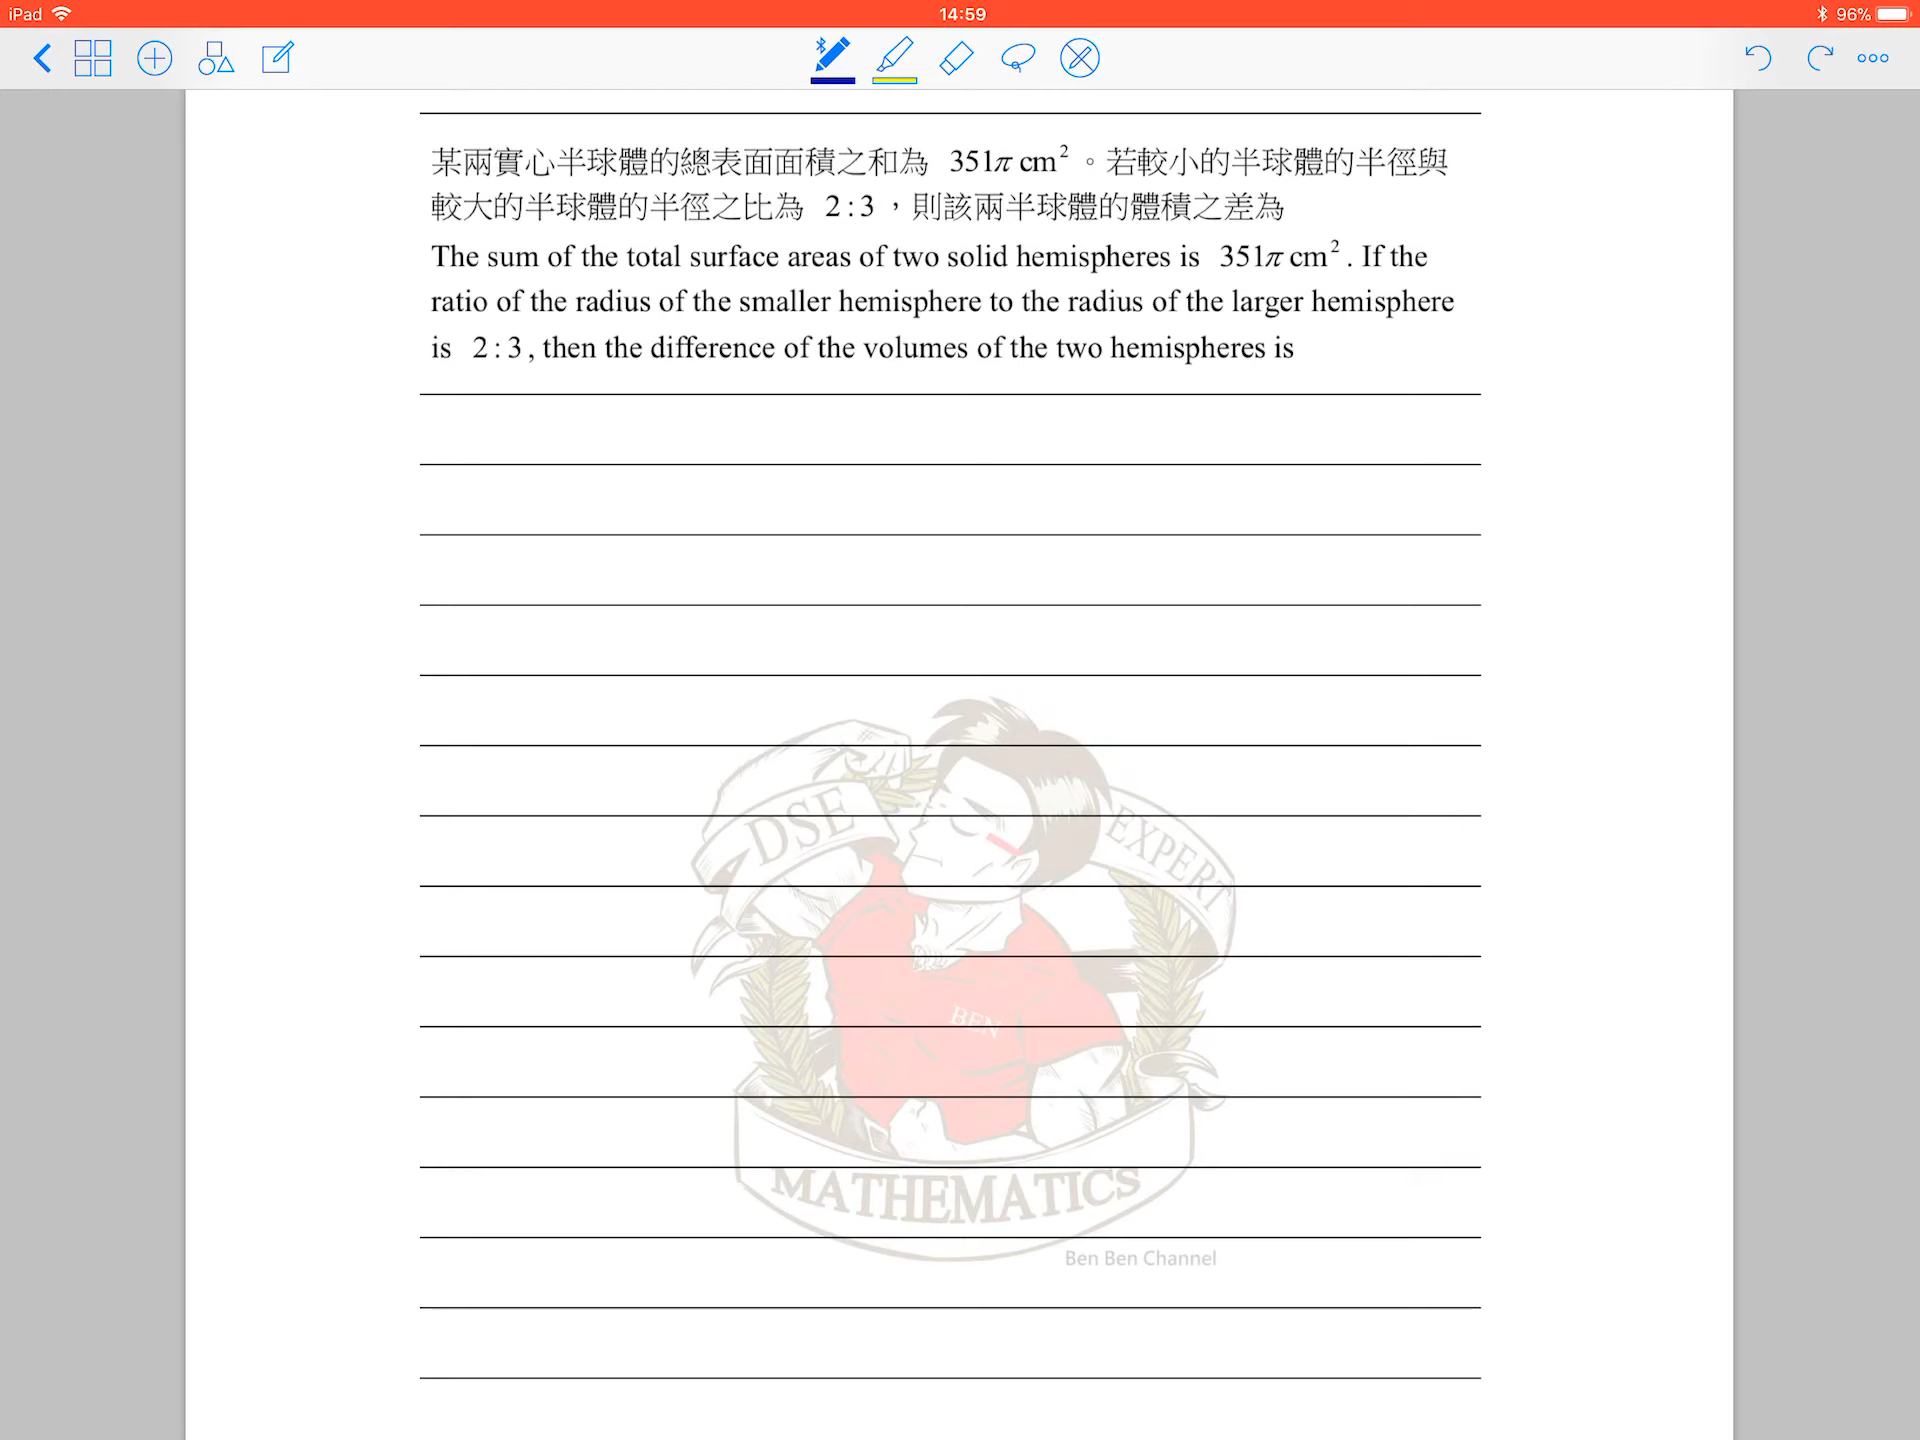 iPad
14:59
96%
某兩實心半球體的總表面面積之和為 351π cm²。若較小的半球體的半徑與
較大的半球體的半徑之比為 2 : 3，則該兩半球體的體積之差為
The sum of the total surface areas of two solid hemispheres is 351π cm². If the
ratio of the radius of the smaller hemisphere to the radius of the larger hemisphere
is 2 : 3, then the difference of the volumes of the two hemispheres is
DSE
EXPERT
BEN
MATHEMATICS
Ben Ben Channel